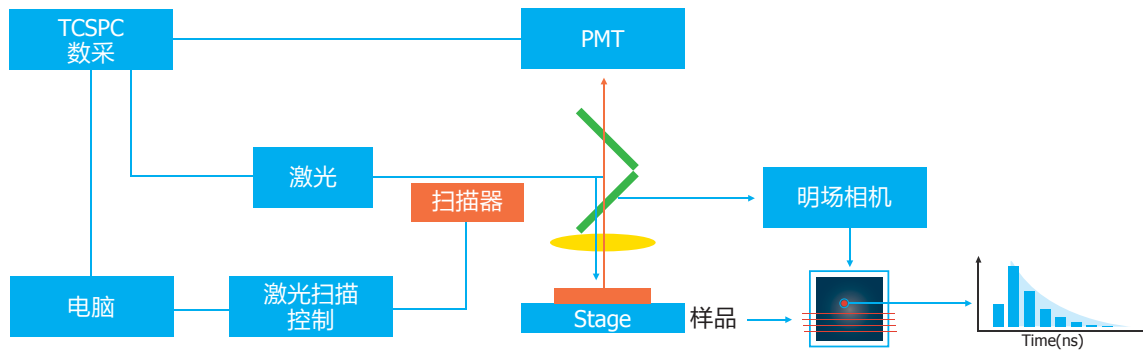 TCSPC
数采
PMT
激光
扫描器
明场相机
电脑
激光扫描
控制
Stage
样品
Time(ns)